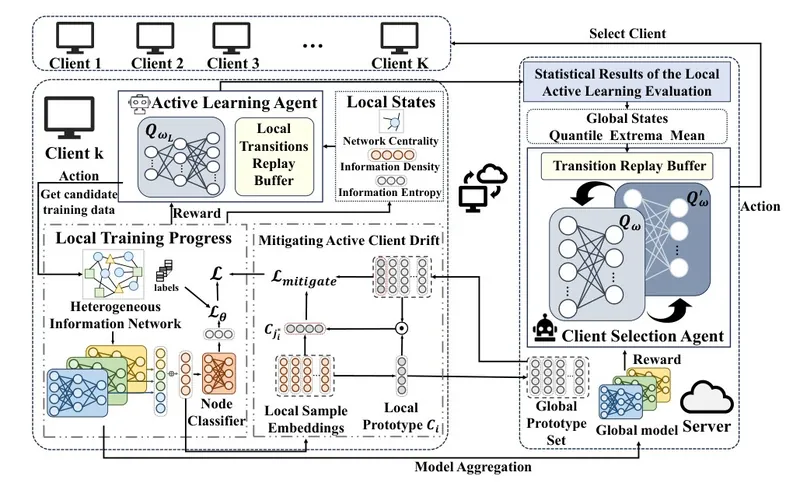 Select Client
Client 1 Client 2 Client 3 ... Client K
Statistical Results of the Local
Active Learning Evaluation
Global States
Quantile Extrema Mean
Transition Replay Buffer
Q_ω
Q'_ω
Client Selection Agent
Action
Reward
Global
Prototype
Set
Global model
Server
Client k
Active Learning Agent
Q_{ω_L}
Local
Transitions
Replay
Buffer
Local States
Network Centrality
Information Density
Information Entropy
Action
Get candidate
training data
Reward
Local Training Progress
labels
Heterogeneous
Information Network
ℒ
ℒ_θ
Node
Classifier
Mitigating Active Client Drift
ℒ_mitigate
Local Sample
Embeddings
Local
Prototype C_i
Model Aggregation